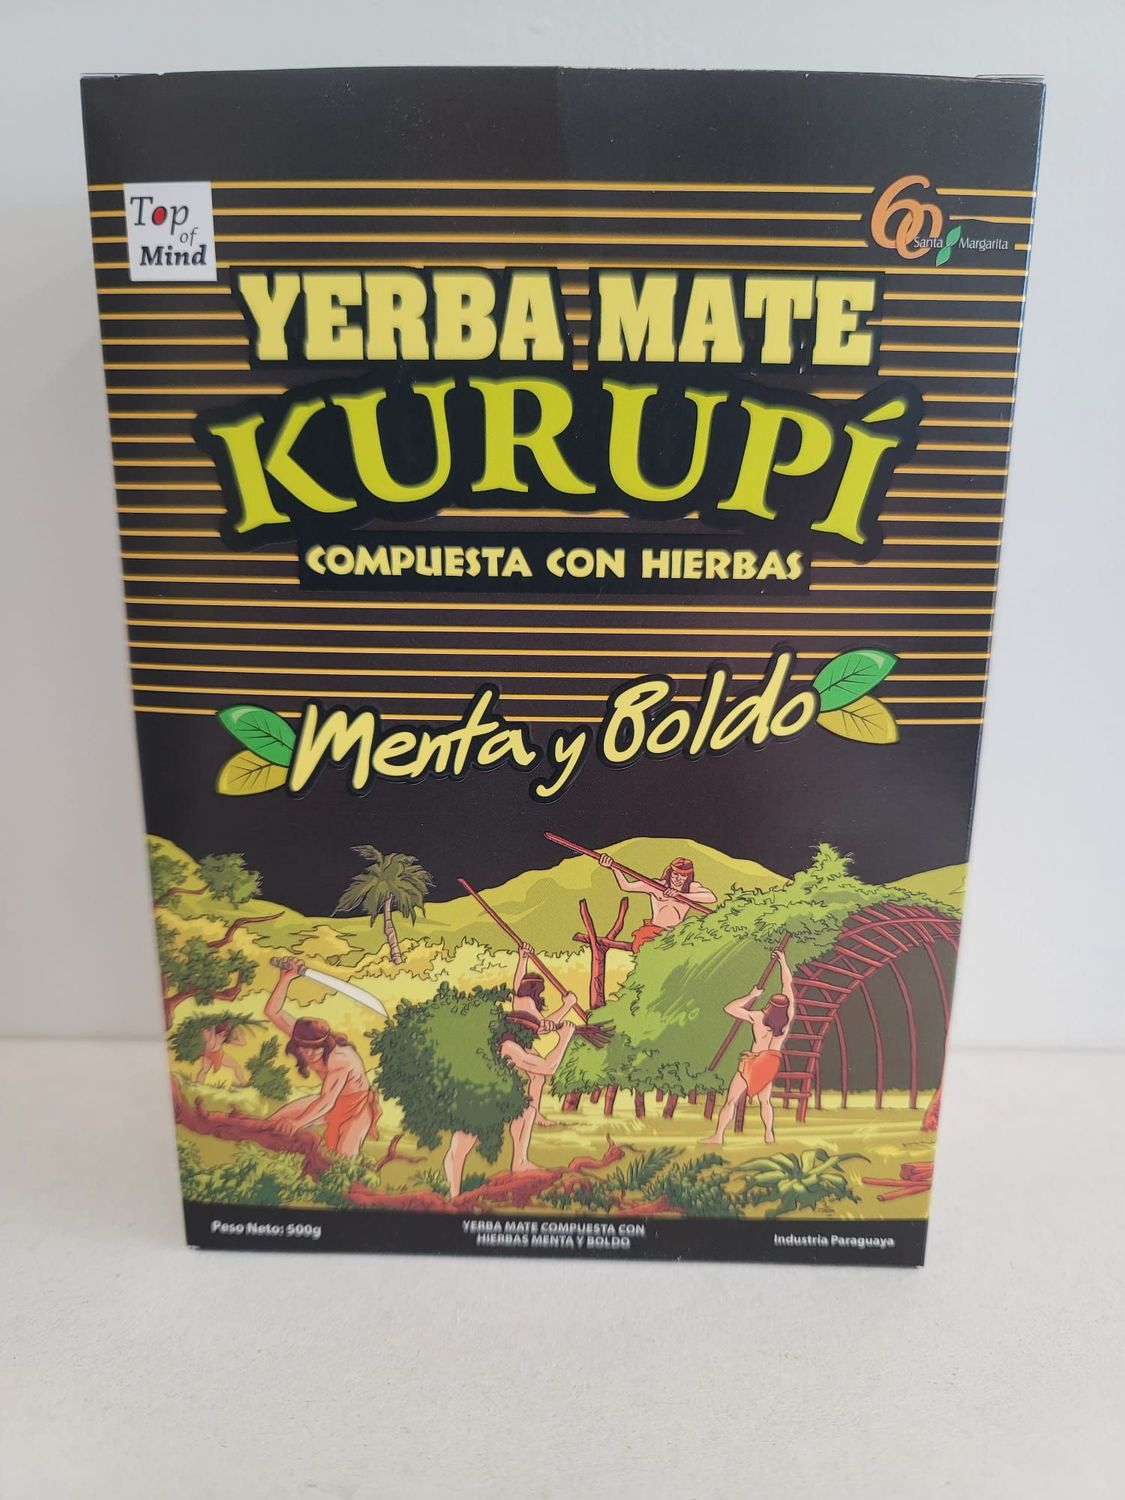 Top
of
Mind
60
Santa Margarita
YERBA MATE
KURUPÍ
COMPUESTA CON HIERBAS
Menta y Boldo
Peso Neto: 500g
YERBA MATE COMPUESTA CON
HIERBAS MENTA Y BOLDO
Industria Paraguaya